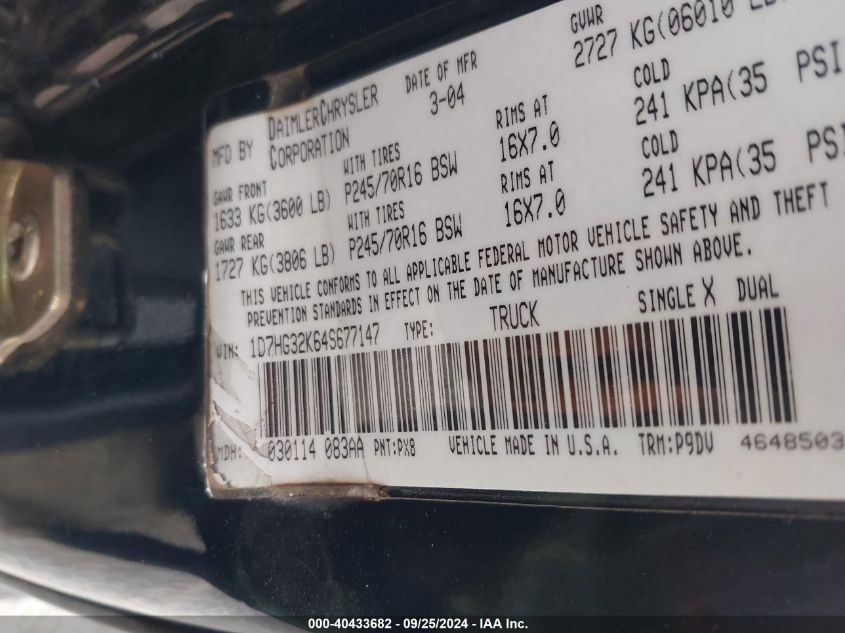 MFD BY DAIMLERCHRYSLER CORPORATION DATE OF MFR 3-04 GVWR 2727 KG(06010
GAWR FRONT WITH TIRES RIMS AT COLD
1633 KG(3600 LB) P245/70R16 BSW 16X7.0 241 KPA(35 PSI
GAWR REAR WITH TIRES RIMS AT COLD
1727 KG(3806 LB) P245/70R16 BSW 16X7.0 241 KPA(35
THIS VEHICLE CONFORMS TO ALL APPLICABLE FEDERAL MOTOR VEHICLE SAFETY AND THEFT
PREVENTION STANDARDS IN EFFECT ON THE DATE OF MANUFACTURE SHOWN ABOVE.
VIN: 1D7HG32K64S677147 TYPE: TRUCK SINGLE X DUAL
MDH: 030114 083AA PNT:PX8 VEHICLE MADE IN U.S.A. TRM:P9DV 4648503
000-40433682 - 09/25/2024 - IAA Inc.